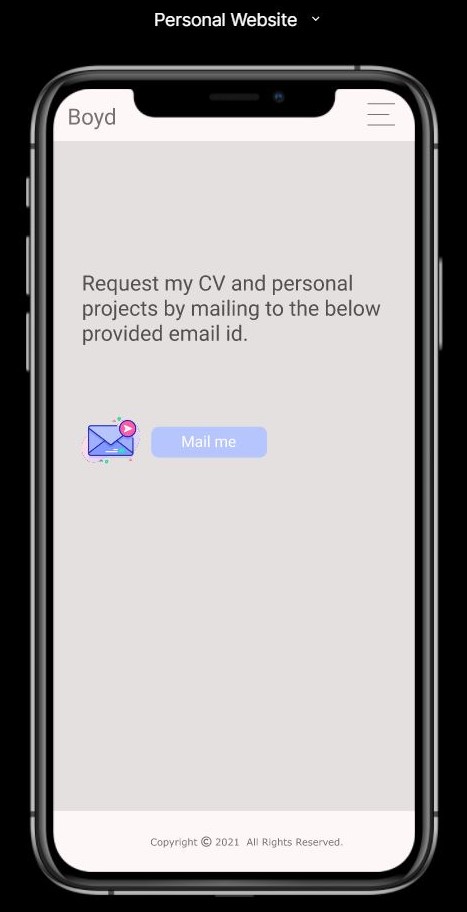 Personal Website
Boyd
Request my CV and personal
projects by mailing to the below
provided email id.
Mail me
Copyright © 2021 All Rights Reserved.